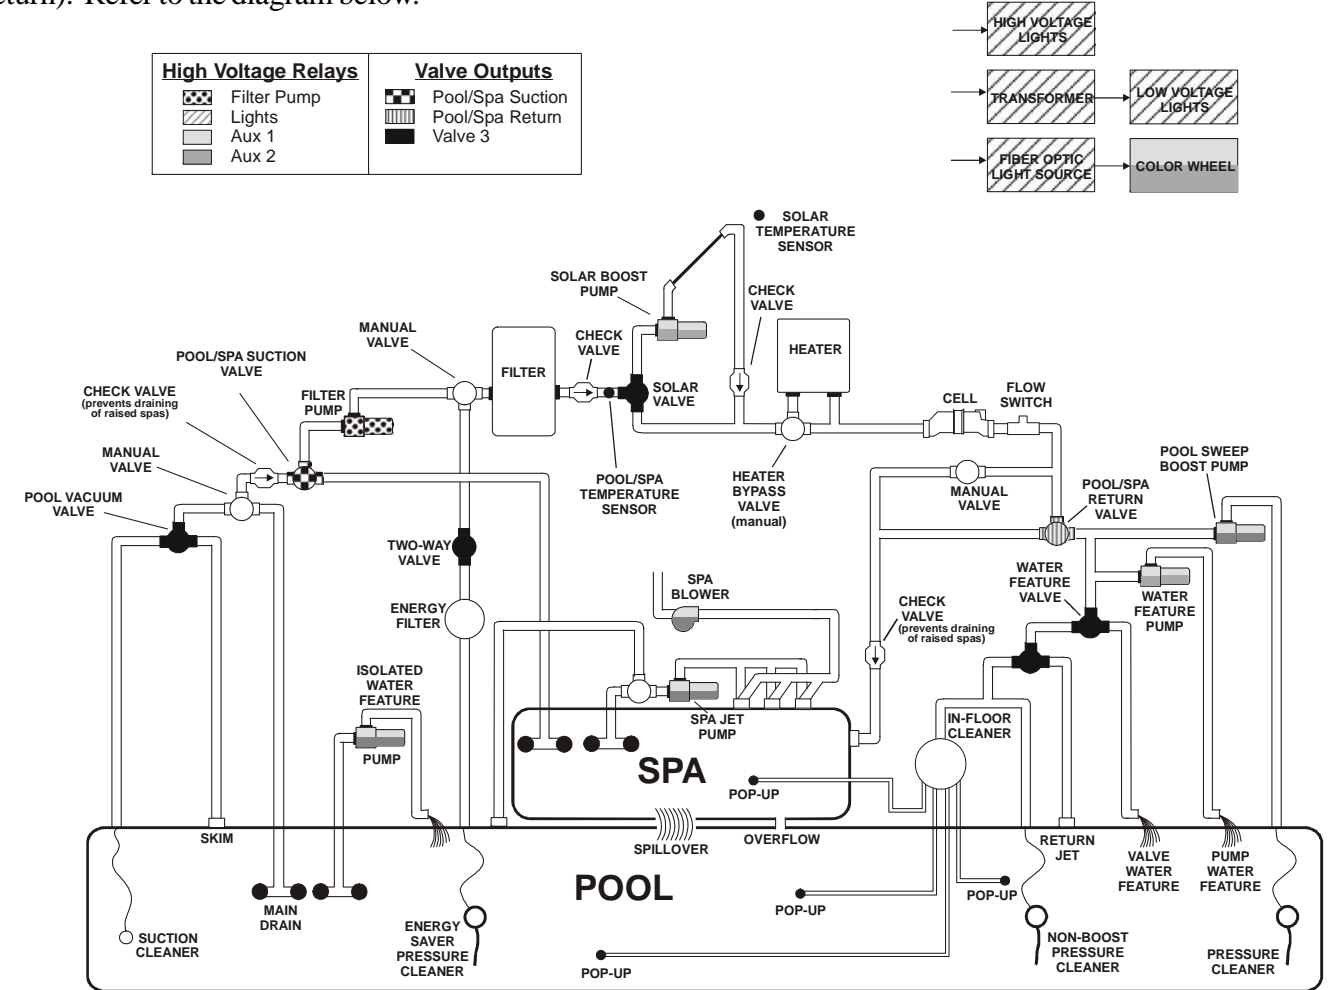 eturn).  Refer to the diagram below.
HIGH VOLTAGE
LIGHTS
High Voltage Relays
Filter Pump
Lights
Aux 1
Aux 2
Valve Outputs
Pool/Spa Suction
Pool/Spa Return
Valve 3
TRANSFORMER
LOW VOLTAGE
LIGHTS
FIBER OPTIC
LIGHT SOURCE
COLOR WHEEL
SOLAR
TEMPERATURE
SENSOR
SOLAR BOOST
PUMP
CHECK
VALVE
MANUAL
VALVE
CHECK
VALVE
HEATER
POOL/SPA SUCTION
VALVE
FILTER
CHECK VALVE
(prevents draining
of raised spas)
FILTER
PUMP
SOLAR
VALVE
CELL
FLOW
SWITCH
MANUAL
VALVE
POOL VACUUM
VALVE
POOL/SPA
TEMPERATURE
SENSOR
HEATER
BYPASS
VALVE
(manual)
MANUAL
VALVE
POOL/SPA
RETURN
VALVE
POOL SWEEP
BOOST PUMP
TWO-WAY
VALVE
ENERGY
FILTER
SPA
BLOWER
WATER
FEATURE
VALVE
WATER
FEATURE
PUMP
CHECK
VALVE
(prevents draining
of raised spas)
ISOLATED
WATER
FEATURE
PUMP
SPA JET
PUMP
IN-FLOOR
CLEANER
SPA
POP-UP
SKIM
SPILLOVER
OVERFLOW
RETURN
JET
VALVE
WATER
FEATURE
PUMP
WATER
FEATURE
POOL
MAIN
DRAIN
POP-UP
POP-UP
SUCTION
CLEANER
ENERGY
SAVER
PRESSURE
CLEANER
NON-BOOST
PRESSURE
CLEANER
PRESSURE
CLEANER
POP-UP